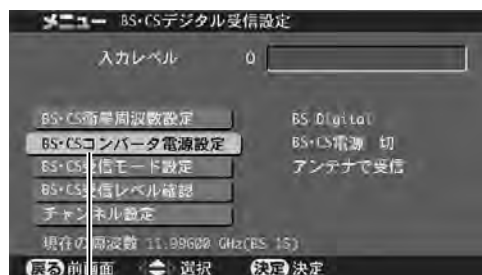 メニュー BS・CSデジタル受信設定
入力レベル 0
BS・CS衛星周波数設定 BS Digital
BS・CSコンバータ電源設定 BS・CS電源 切
BS・CS受信モード設定 アンテナで受信
BS・CS受信レベル確認
チャンネル設定
現在の周波数 11.99600 GHz(BS 15)
戻る 前画面 選択 決定 決定